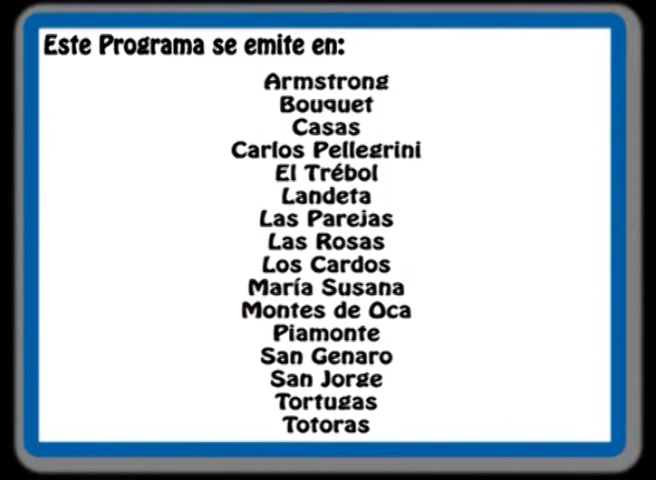 Este Programa se emite en:
Armstrong
Bouquet
Casas
Carlos Pellegrini
El Trébol
Landeta
Las Parejas
Las Rosas
Los Cardos
María Susana
Montes de Oca
Piamonte
San Genaro
San Jorge
Tortugas
Totoras